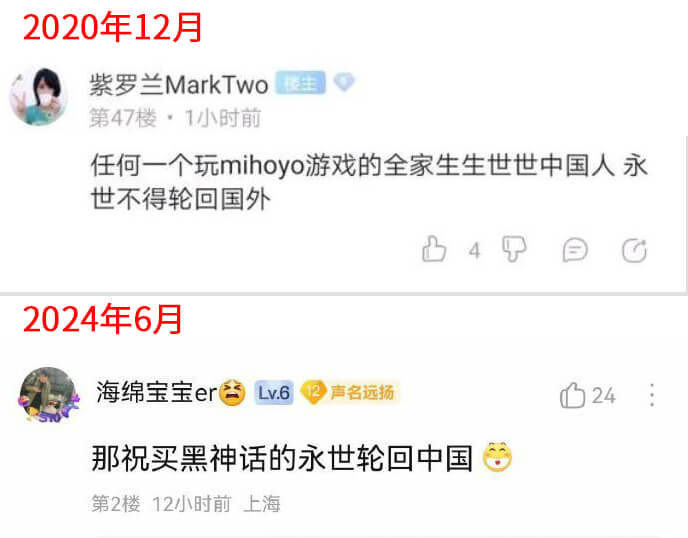 2020年12月
紫罗兰MarkTwo 楼主 6
第47楼 · 1小时前
任何一个玩mihoyo游戏的全家生生世世中国人 永
世不得轮回国外
4
2024年6月
海绵宝宝er😫 Lv.6 12 声名远扬
24
那祝买黑神话的永世轮回中国😁
第2楼 12小时前 上海